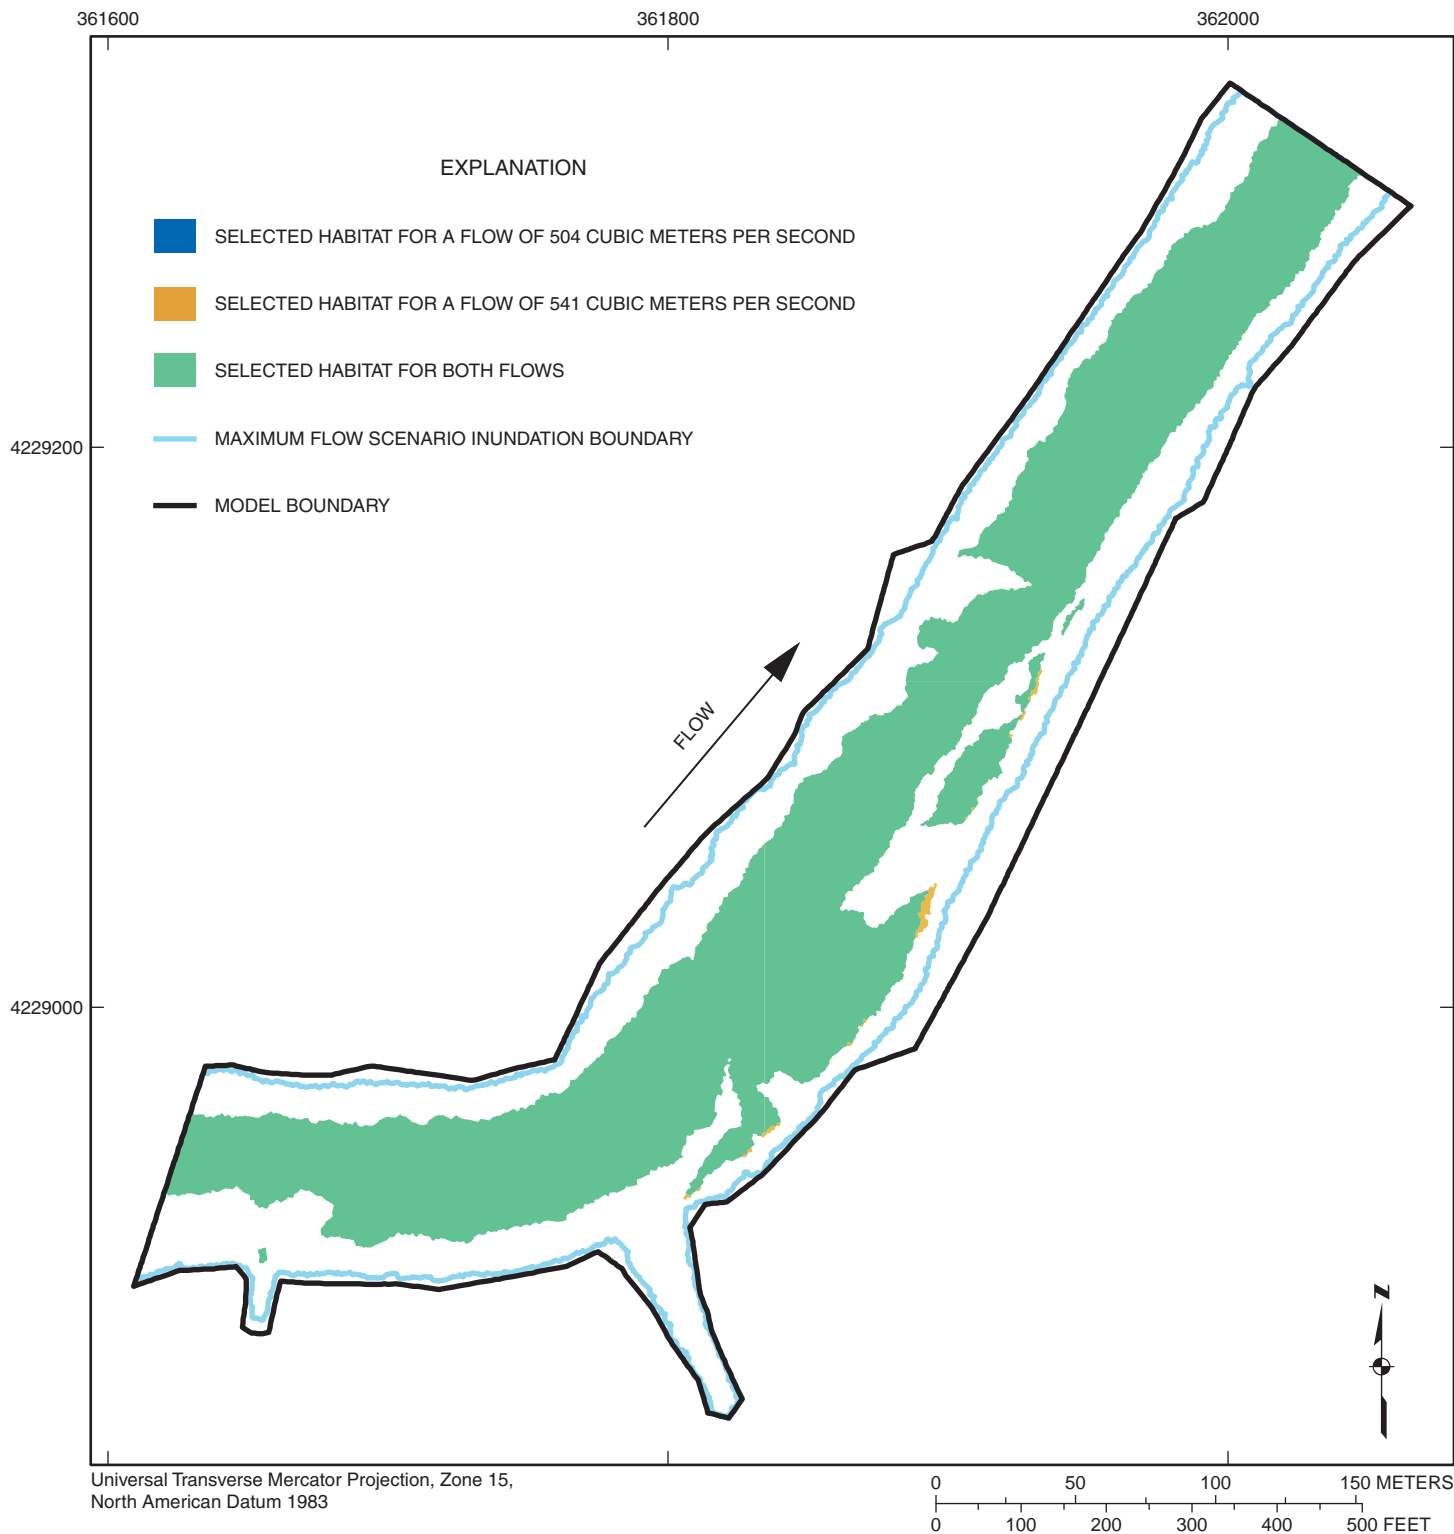 361600 361800 362000
EXPLANATION
SELECTED HABITAT FOR A FLOW OF 504 CUBIC METERS PER SECOND
SELECTED HABITAT FOR A FLOW OF 541 CUBIC METERS PER SECOND
SELECTED HABITAT FOR BOTH FLOWS
MAXIMUM FLOW SCENARIO INUNDATION BOUNDARY
4229200
MODEL BOUNDARY
FLOW
4229000
N
Universal Transverse Mercator Projection, Zone 15,
North American Datum 1983
0 50 100 150 METERS
0 100 200 300 400 500 FEET